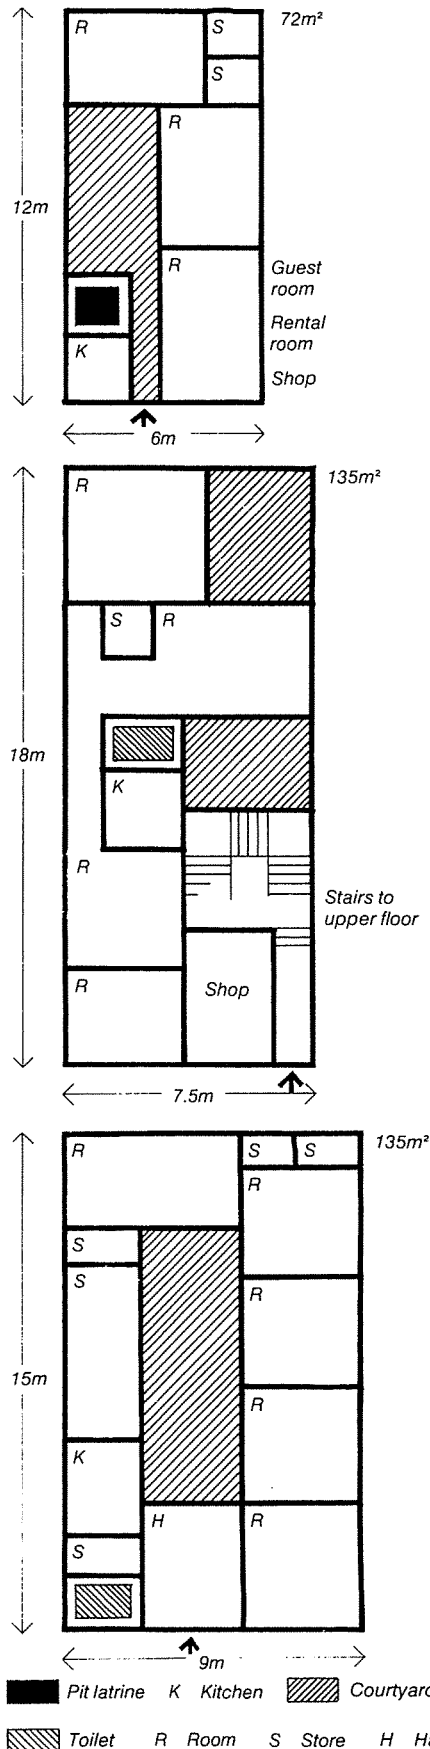 R
S
72m²
S
R
12m
R
Guest
room
Rental
room
K
Shop
6m
R
135m²
S
R
18m
K
R
Stairs to
upper floor
R
Shop
7.5m
R
S
S
135m²
R
S
S
R
15m
R
K
H
R
S
9m
Pit latrine K Kitchen Courtyard
Toilet R Room S Store H